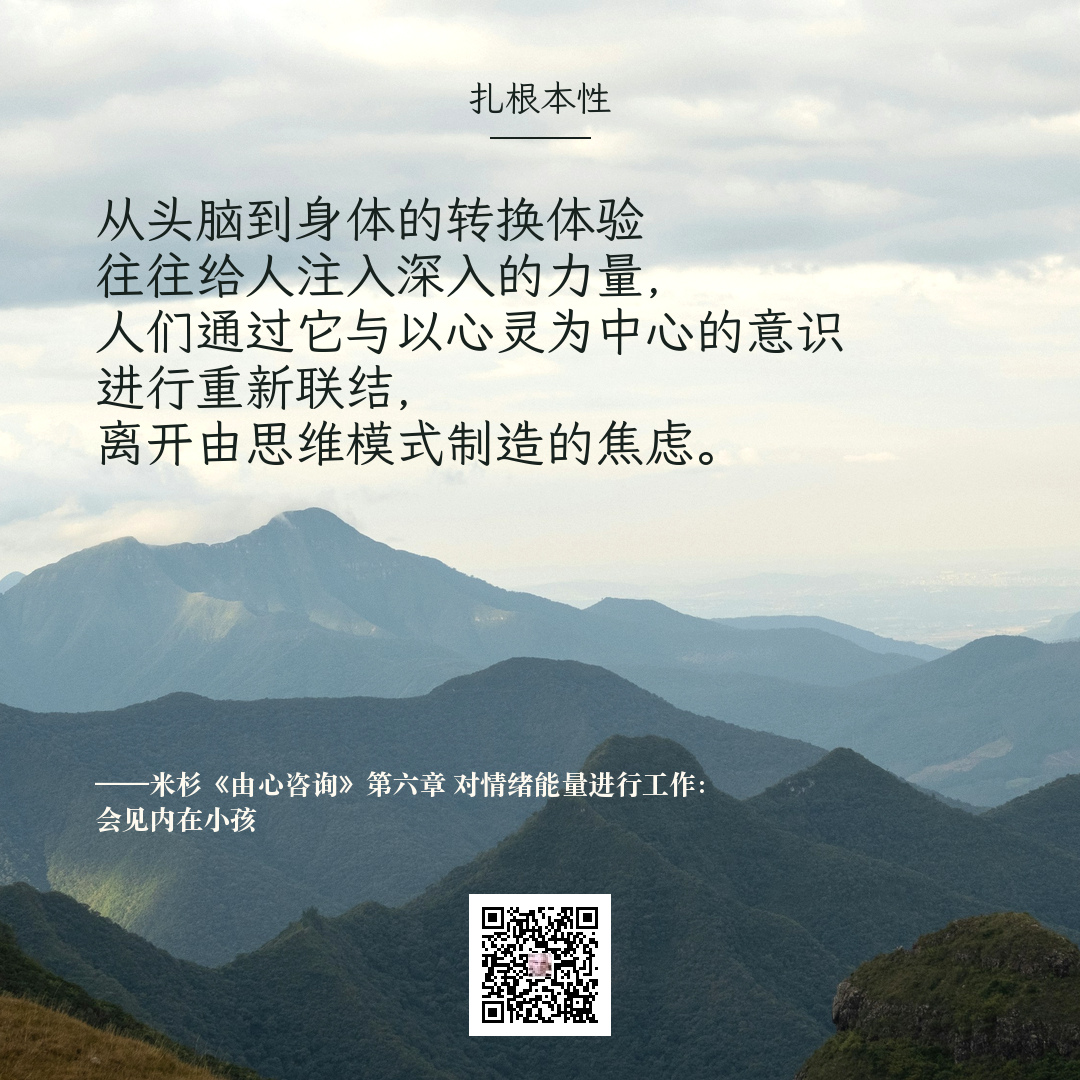 扎根本性
从头脑到身体的转换体验
往往给人注入深入的力量,
人们通过它与以心灵为中心的意识
进行重新联结,
离开由思维模式制造的焦虑。
——米杉《由心咨询》第六章 对情绪能量进行工作:
会见内在小孩